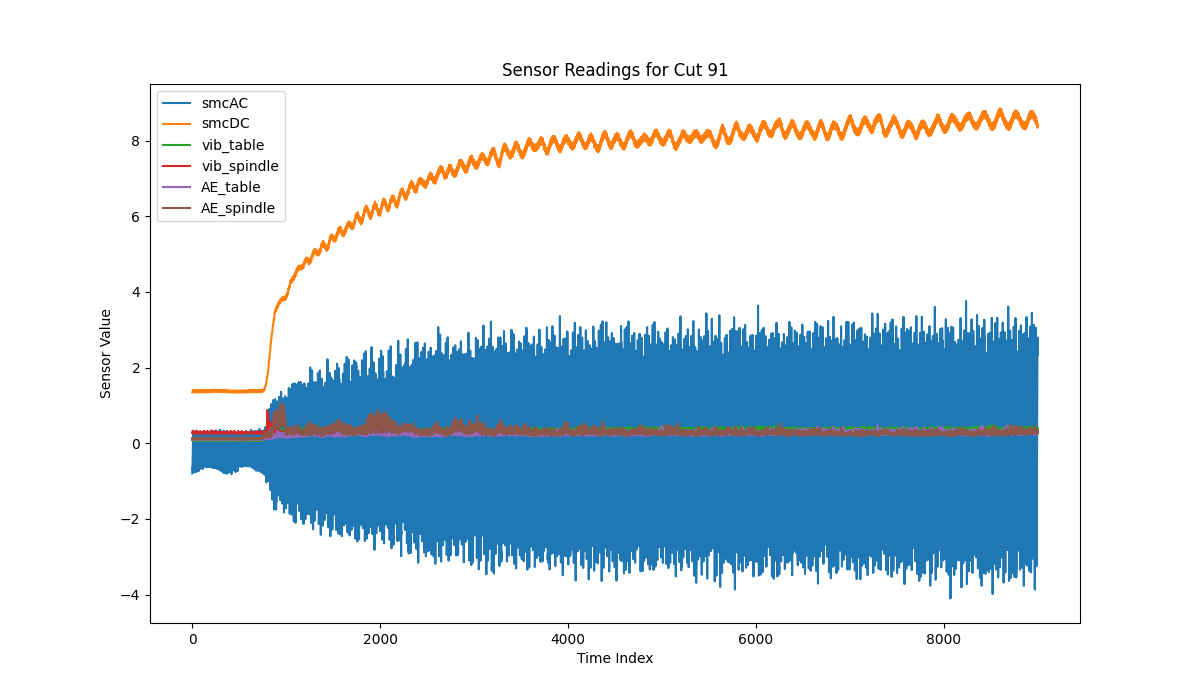 Sensor Readings for Cut 91
smcAC
smcDC
vib_table
vib_spindle
AE_table
AE_spindle
Sensor Value
8
6
4
2
0
−2
−4
0 2000 4000 6000 8000
Time Index